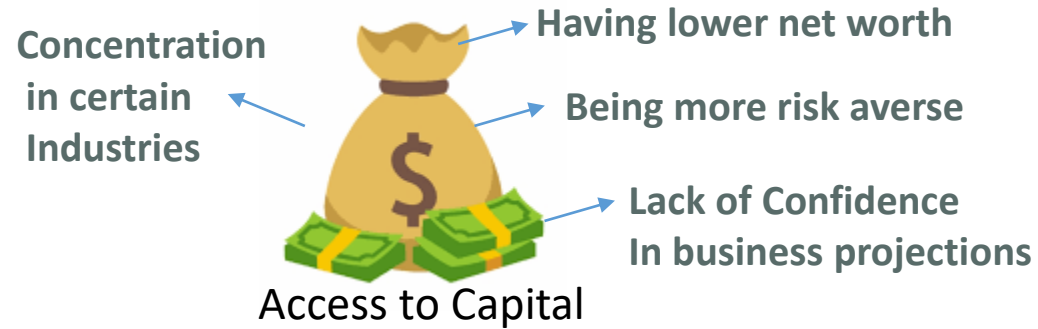 Concentration
in certain
Industries
Having lower net worth
Being more risk averse
$
Lack of Confidence
In business projections
Access to Capital